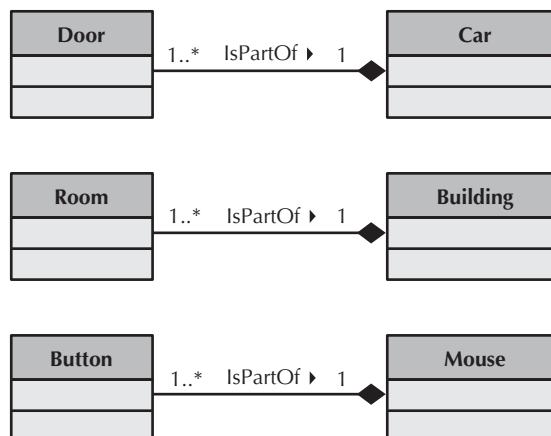 Door
Car
1..* IsPartOf ▶ 1
Room
Building
1..* IsPartOf ▶ 1
Button
Mouse
1..* IsPartOf ▶ 1